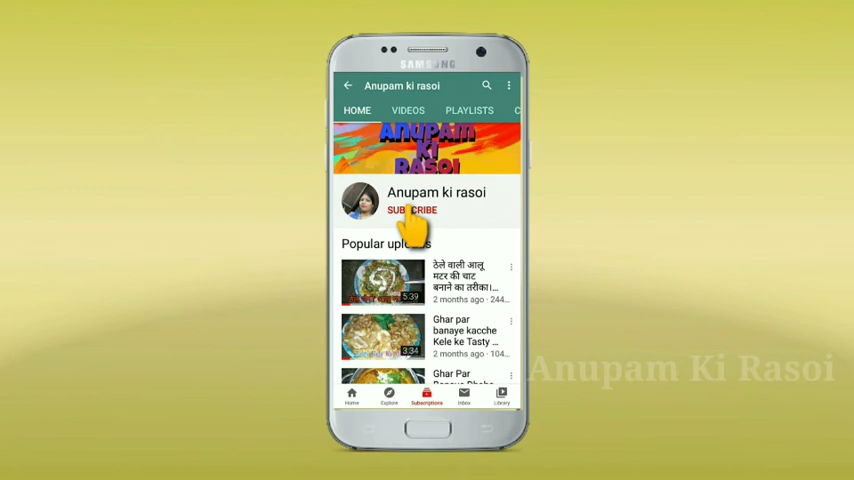 SAMSUNG
Anupam ki rasoi
HOME VIDEOS PLAYLISTS C
ANUPAM
KI
RASOI
Anupam ki rasoi
SUBSCRIBE
Popular uploads
ठेले वाली आलू
मटर की चाट
बनाने का तरीका।...
5:39
2 months ago · 244...
Ghar par
banaye kacche
Kele ke Tasty ...
3:34
2 months ago · 104...
Ghar Par
Anupam Ki Rasoi
Home Explore Subscriptions Inbox Library